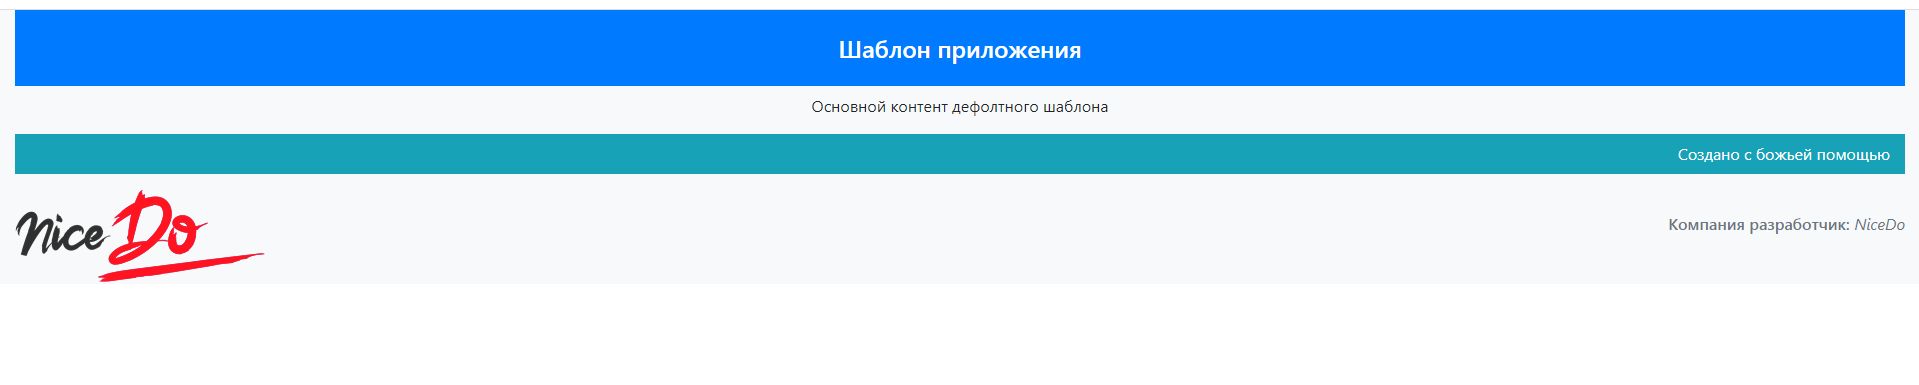 Шаблон приложения
Основной контент дефолтного шаблона
Создано с божьей помощью
Nice Do
Компания разработчик: NiceDo